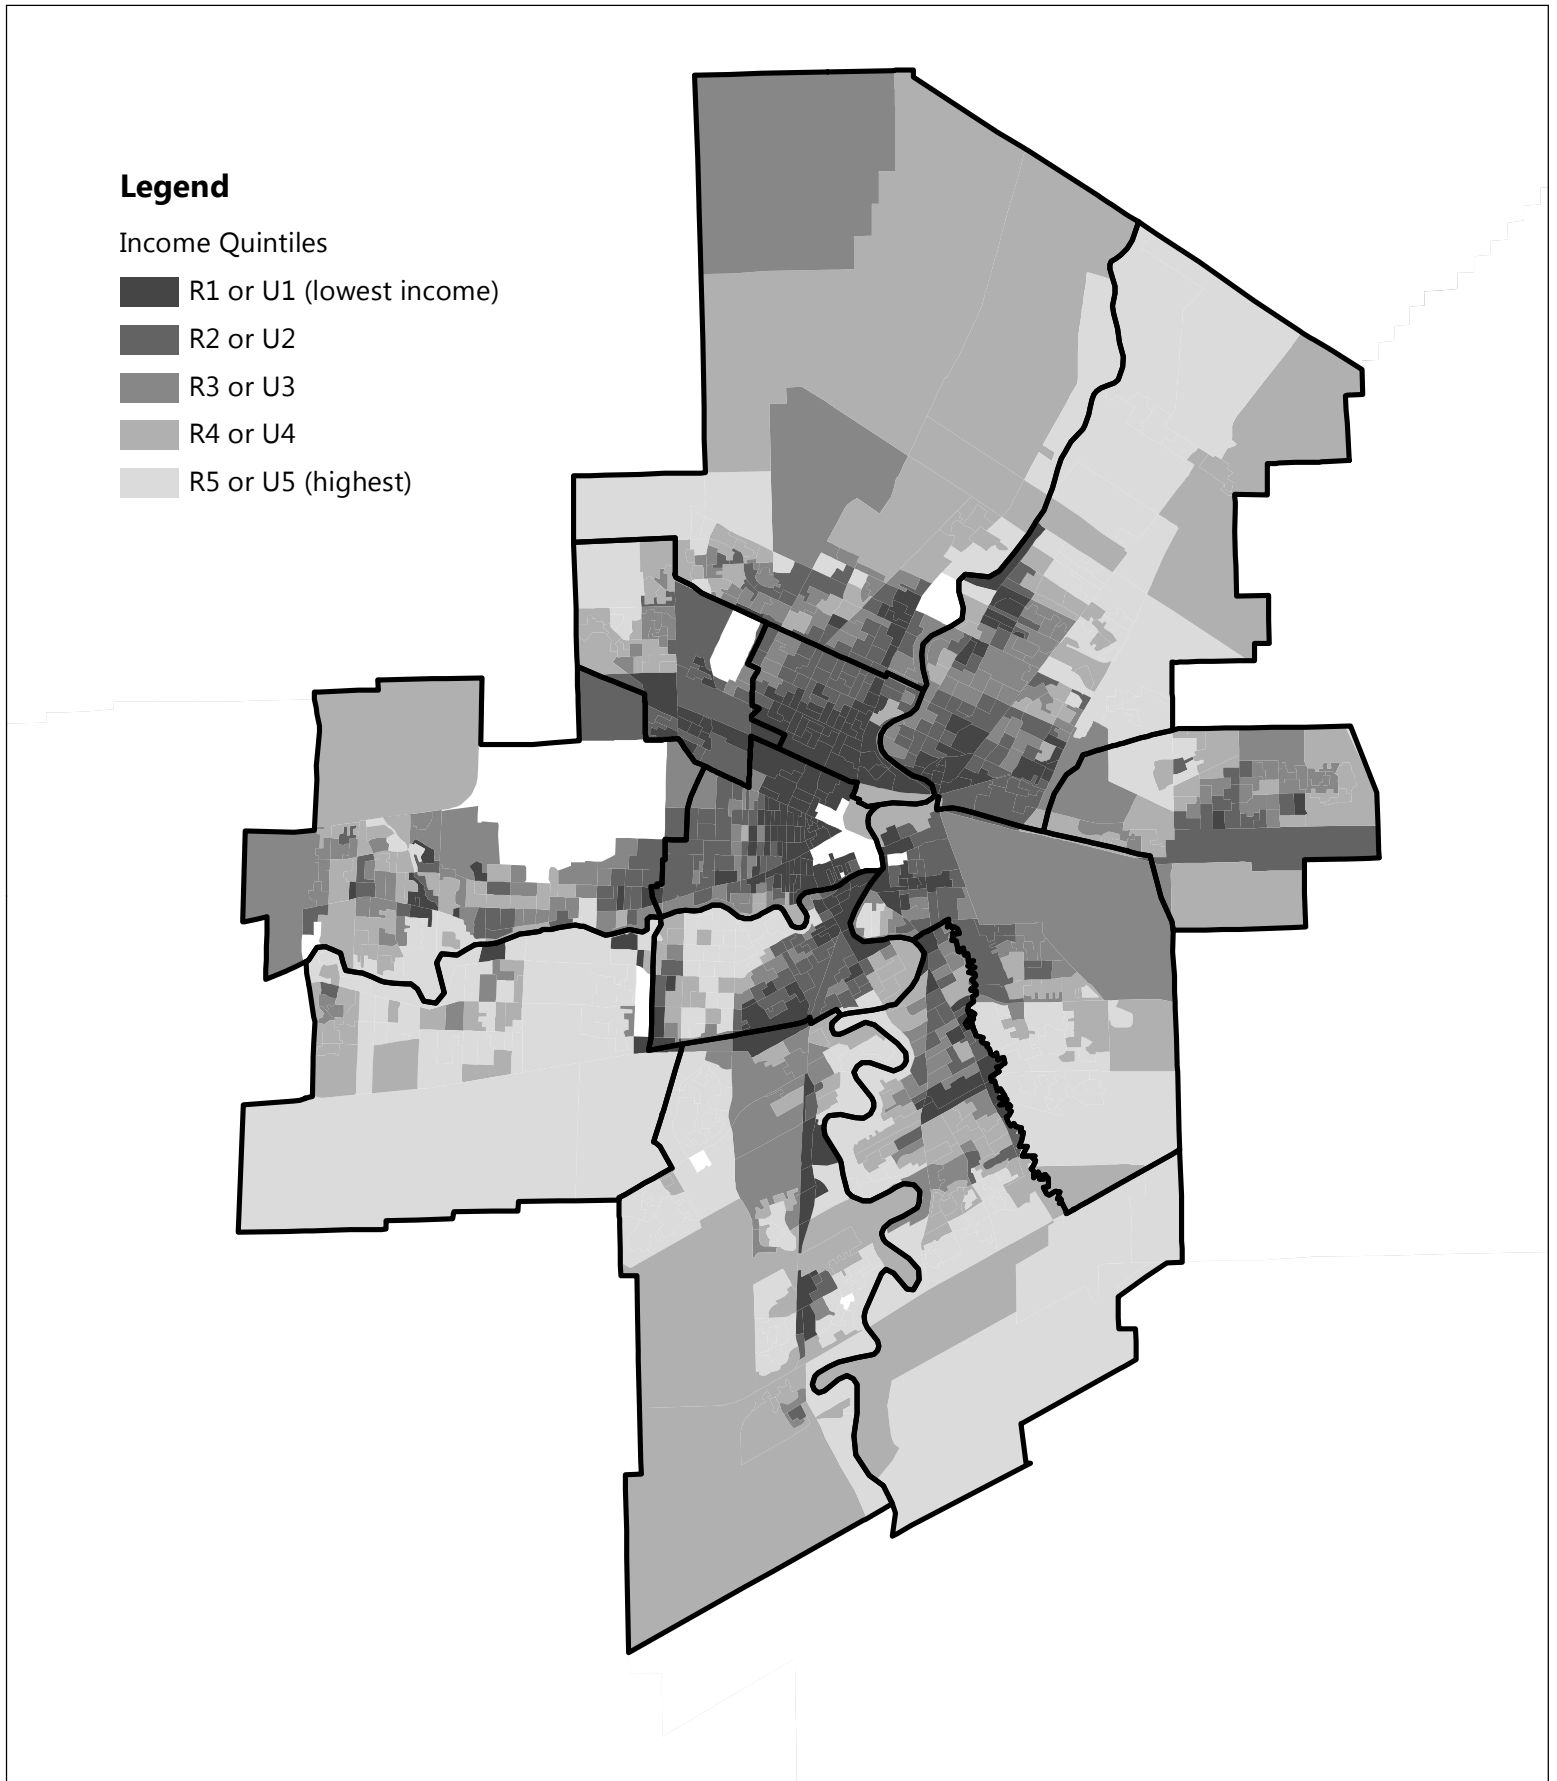 Legend
Income Quintiles
R1 or U1 (lowest income)
R2 or U2
R3 or U3
R4 or U4
R5 or U5 (highest)